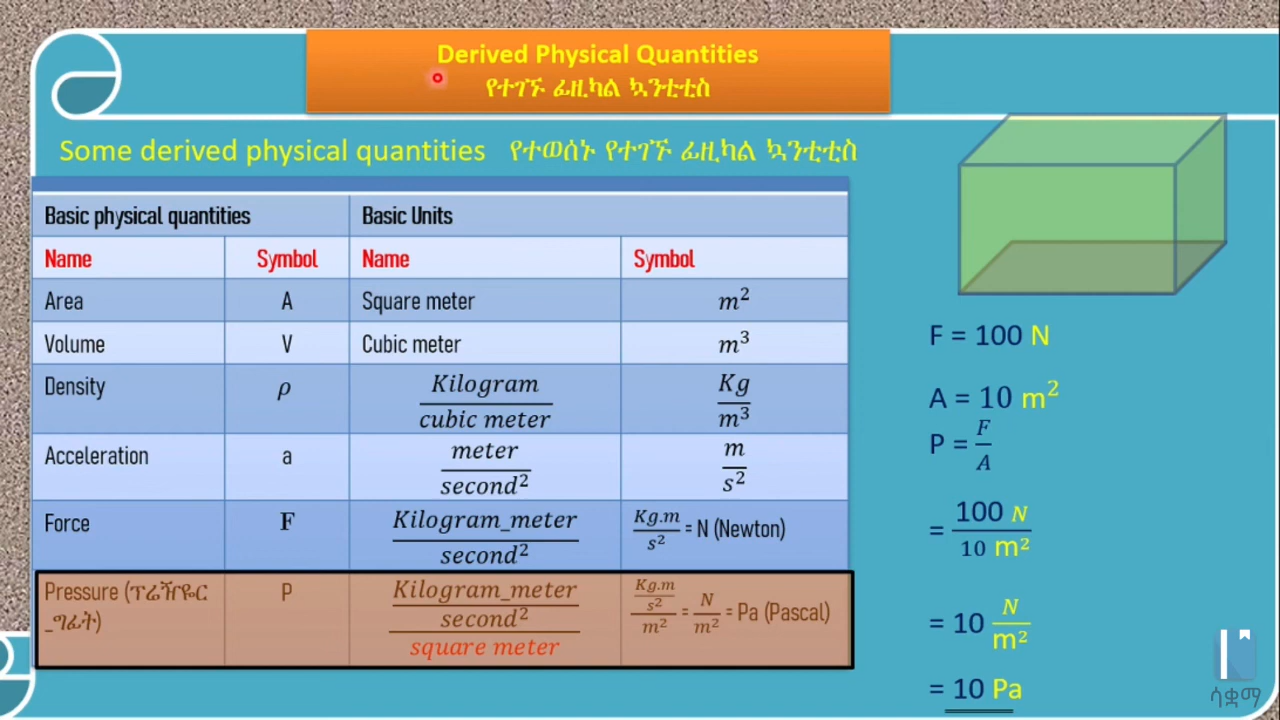 Derived Physical Quantities
የተገኙ ፊዚካል ኳንቲቲስ
Some derived physical quantities የተወሰኑ የተገኙ ፊዚካል ኳንቲቲስ
Basic physical quantities Basic Units
Name Symbol Name Symbol
Area A Square meter m²
Volume V Cubic meter m³
Density ρ Kilogram/cubic meter Kg/m³
Acceleration a meter/second² m/s²
Force F Kilogram_meter/second² Kg.m/s² = N (Newton)
Pressure (ፕሬዥየር P Kilogram_meter/second²/square meter Kg.m/s²/m² = N/m² = Pa (Pascal)
_ግፊት)
F = 100 N
A = 10 m²
P = F/A
= 100 N/10 m²
= 10 N/m²
= 10 Pa
ሳቋማ